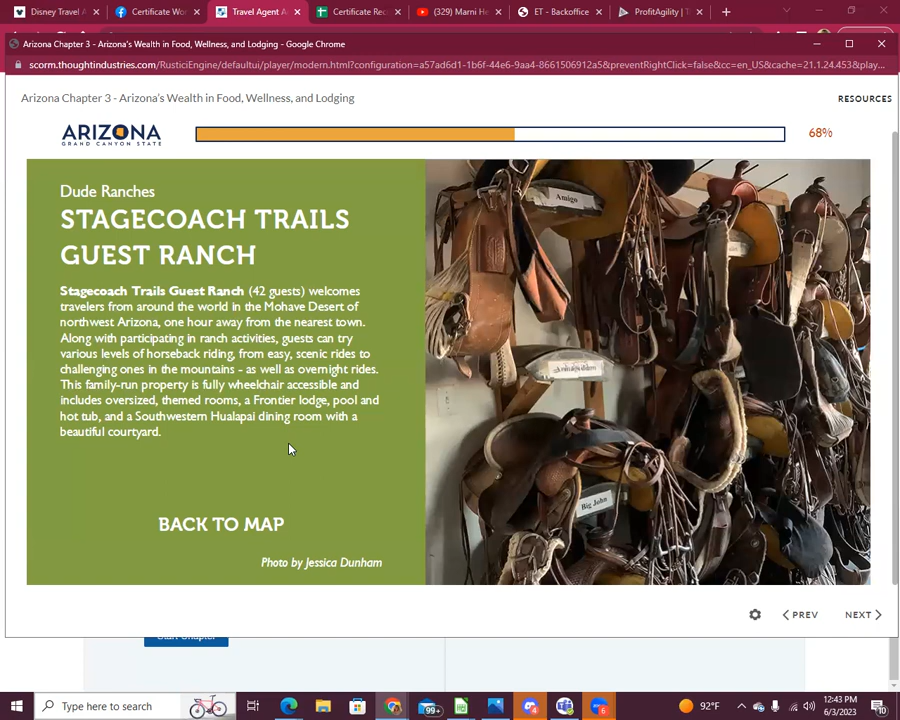 Disney Travel A
Certificate Wor
Travel Agent A
Certificate Rec
(329) Marni He
ET - Backoffice
ProfitAgility | T
Arizona Chapter 3 - Arizona's Wealth in Food, Wellness, and Lodging - Google Chrome
scorm.thoughtindustries.com/RusticiEngine/defaultui/player/modern.html?configuration=a57ad6d1-1b6f-44e6-9aa4-8661506912a5&preventRightClick=false&cc=en_US&cache=21.1.24.453&play...
Arizona Chapter 3 - Arizona's Wealth in Food, Wellness, and Lodging
RESOURCES
ARIZONA
GRAND CANYON STATE
68%
Dude Ranches
STAGECOACH TRAILS
GUEST RANCH
Stagecoach Trails Guest Ranch (42 guests) welcomes
travelers from around the world in the Mohave Desert of
northwest Arizona, one hour away from the nearest town.
Along with participating in ranch activities, guests can try
various levels of horseback riding, from easy, scenic rides to
challenging ones in the mountains - as well as overnight rides.
This family-run property is fully wheelchair accessible and
includes oversized, themed rooms, a Frontier lodge, pool and
hot tub, and a Southwestern Hualapai dining room with a
beautiful courtyard.
BACK TO MAP
Photo by Jessica Dunham
Amigo
Big John
PREV
NEXT
Start Chapter
Type here to search
99+
4
6
92°F
12:43 PM
6/3/2023
10